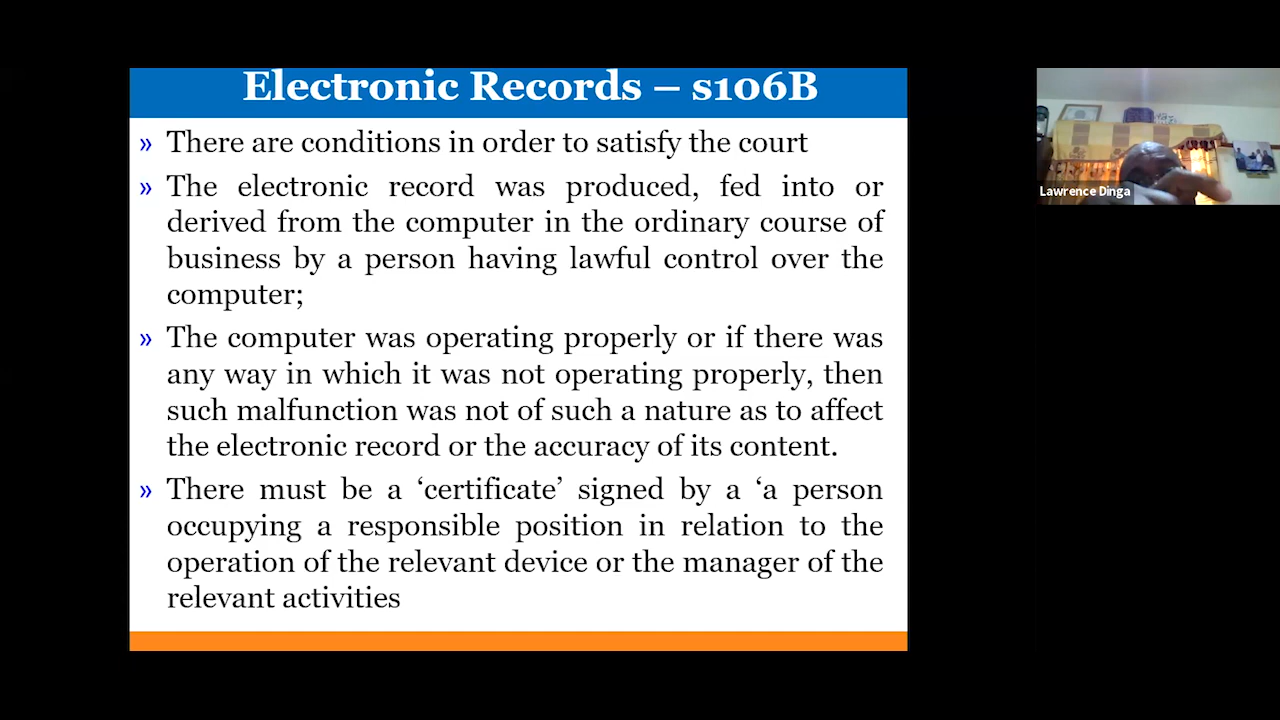 Electronic Records – s106B
» There are conditions in order to satisfy the court
» The electronic record was produced, fed into or
derived from the computer in the ordinary course of
business by a person having lawful control over the
computer;
» The computer was operating properly or if there was
any way in which it was not operating properly, then
such malfunction was not of such a nature as to affect
the electronic record or the accuracy of its content.
» There must be a ‘certificate’ signed by a ‘a person
occupying a responsible position in relation to the
operation of the relevant device or the manager of the
relevant activities
Lawrence Dinga